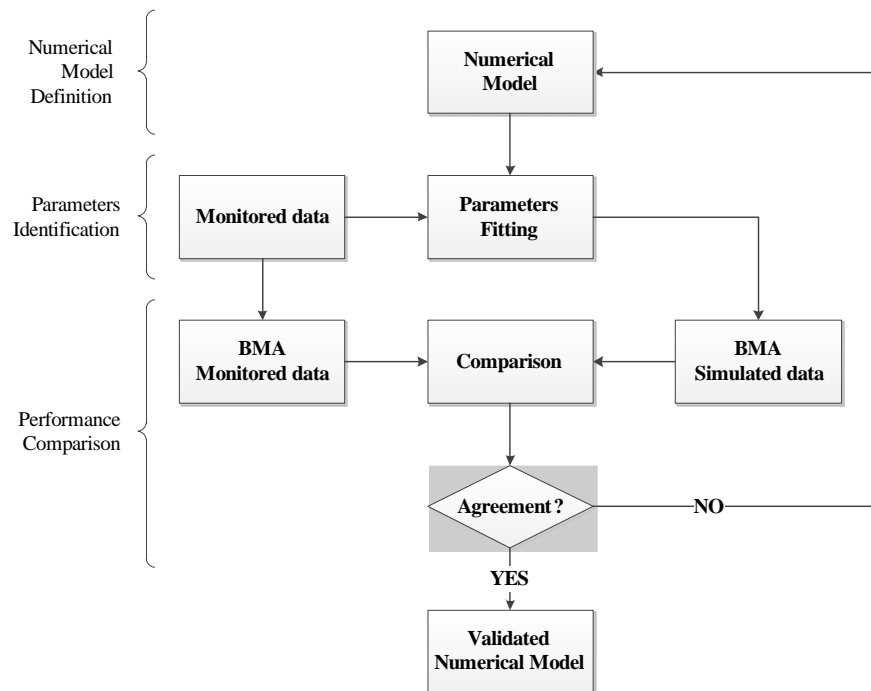 Numerical
Model
Definition
Numerical
Model
Parameters
Identification
Monitored data
Parameters
Fitting
Performance
Comparison
BMA
Monitored data
Comparison
BMA
Simulated data
Agreement?
NO
YES
Validated
Numerical Model